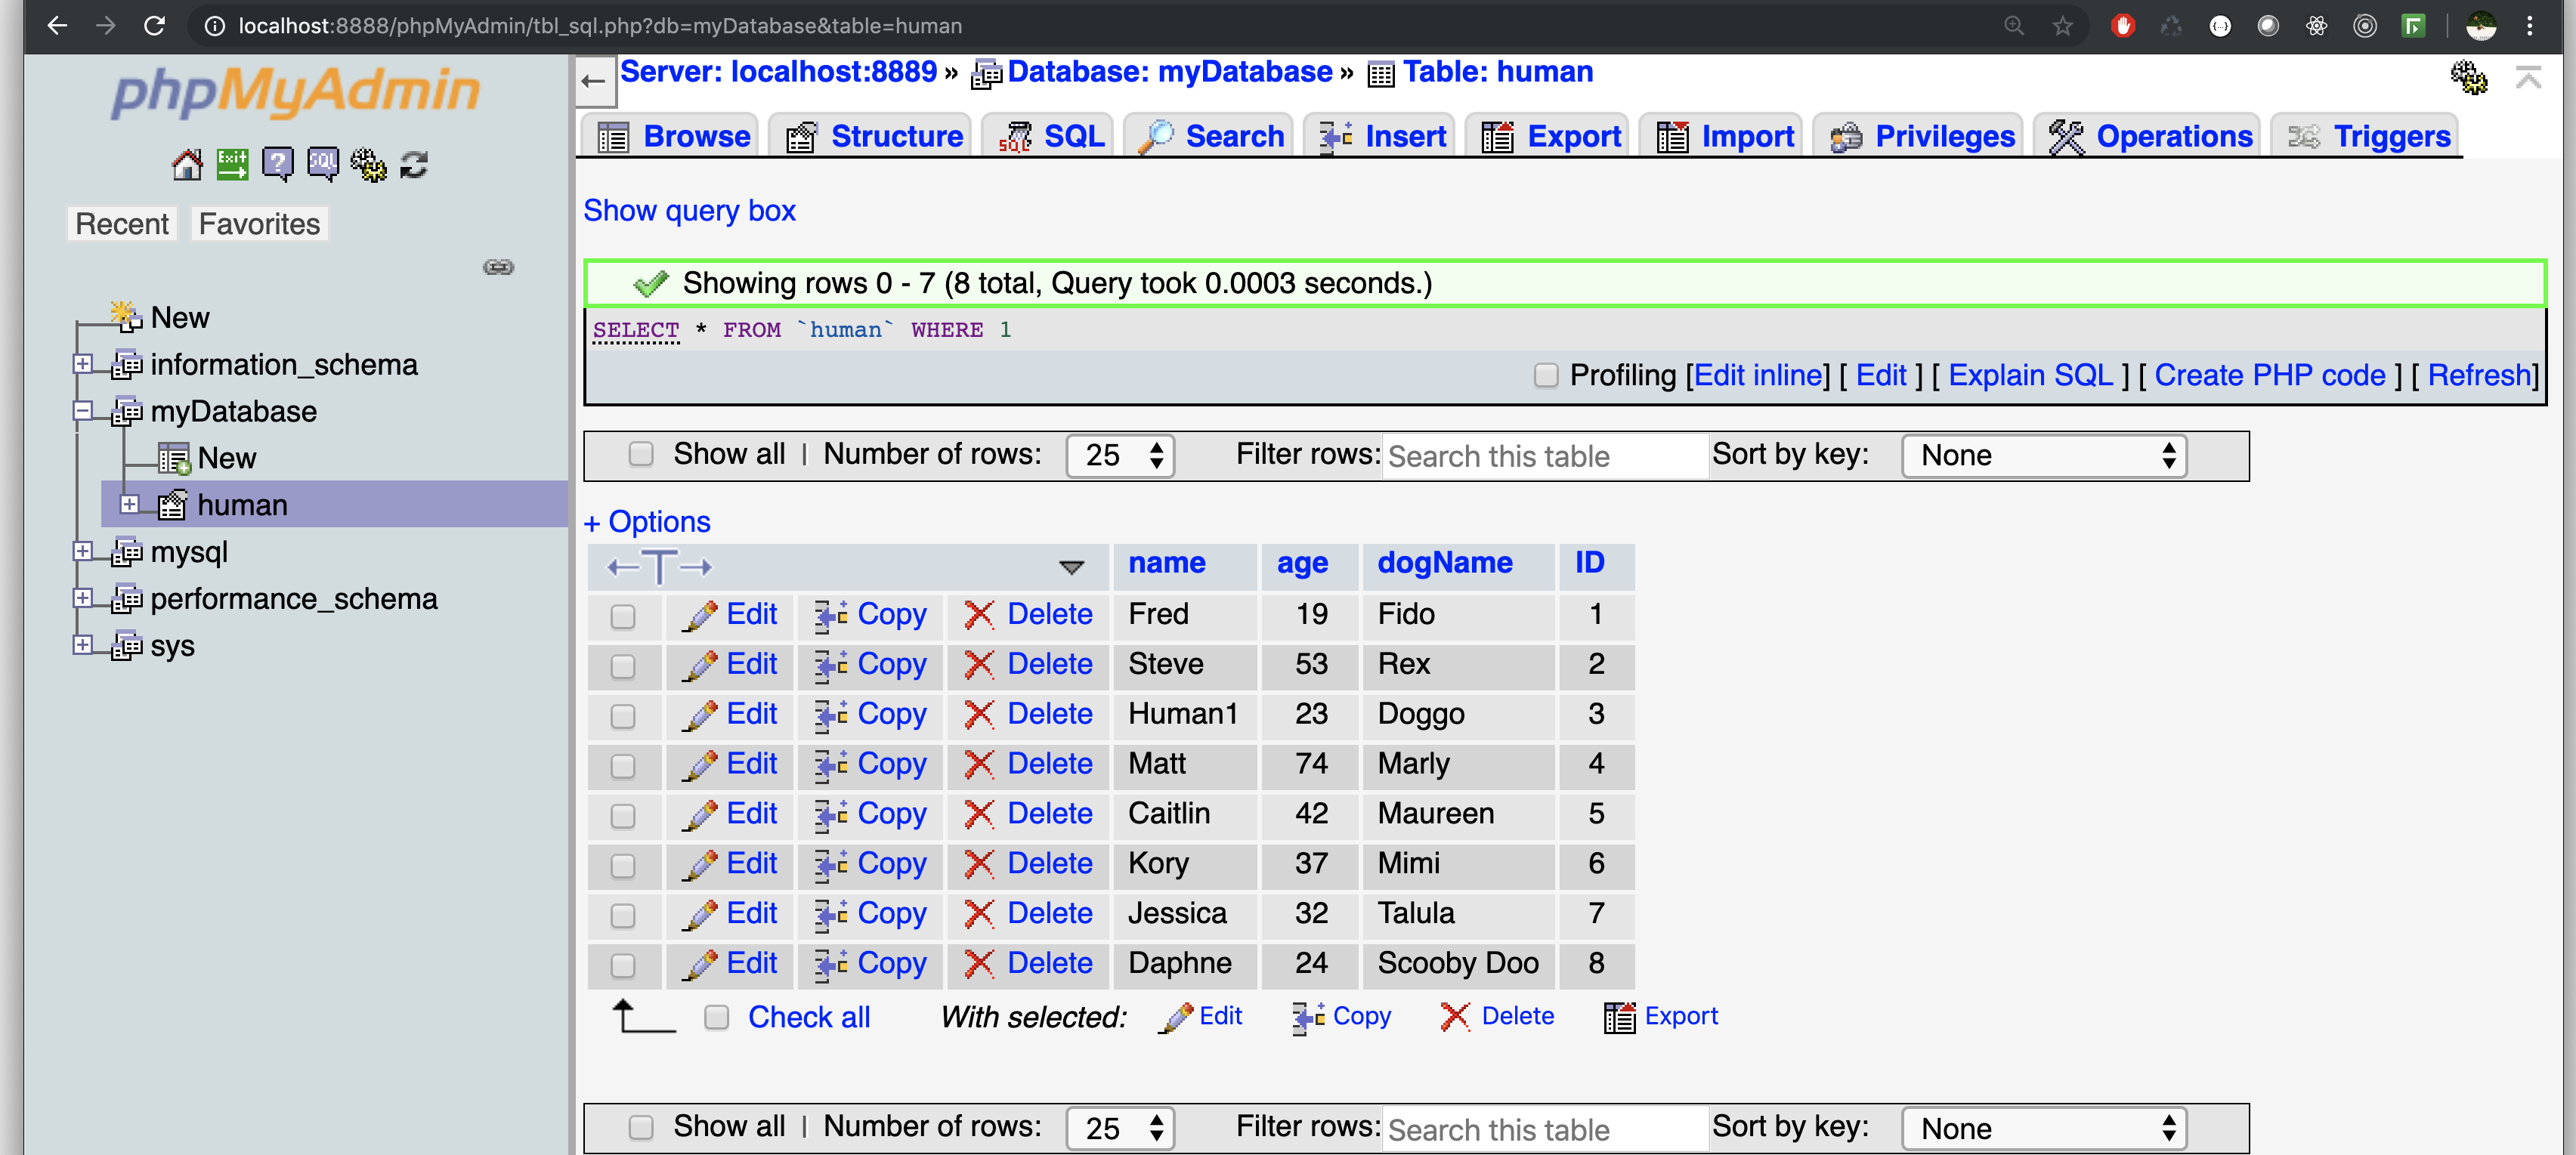 localhost:8888/phpMyAdmin/tbl_sql.php?db=myDatabase&table=human
phpMyAdmin
Exit
?
SQL
Recent Favorites
New
information_schema
myDatabase
New
human
mysql
performance_schema
sys
← Server: localhost:8889 » Database: myDatabase » Table: human
Browse Structure SQL Search Insert Export Import Privileges Operations Triggers
Show query box
Showing rows 0 - 7 (8 total, Query took 0.0003 seconds.)
SELECT * FROM `human` WHERE 1
Profiling [Edit inline] [ Edit ] [ Explain SQL ] [ Create PHP code ] [ Refresh]
Show all | Number of rows: 25 Filter rows: Search this table Sort by key: None
+ Options
←T→ name age dogName ID
Edit Copy Delete Fred 19 Fido 1
Edit Copy Delete Steve 53 Rex 2
Edit Copy Delete Human1 23 Doggo 3
Edit Copy Delete Matt 74 Marly 4
Edit Copy Delete Caitlin 42 Maureen 5
Edit Copy Delete Kory 37 Mimi 6
Edit Copy Delete Jessica 32 Talula 7
Edit Copy Delete Daphne 24 Scooby Doo 8
Check all With selected: Edit Copy Delete Export
Show all | Number of rows: 25 Filter rows: Search this table Sort by key: None